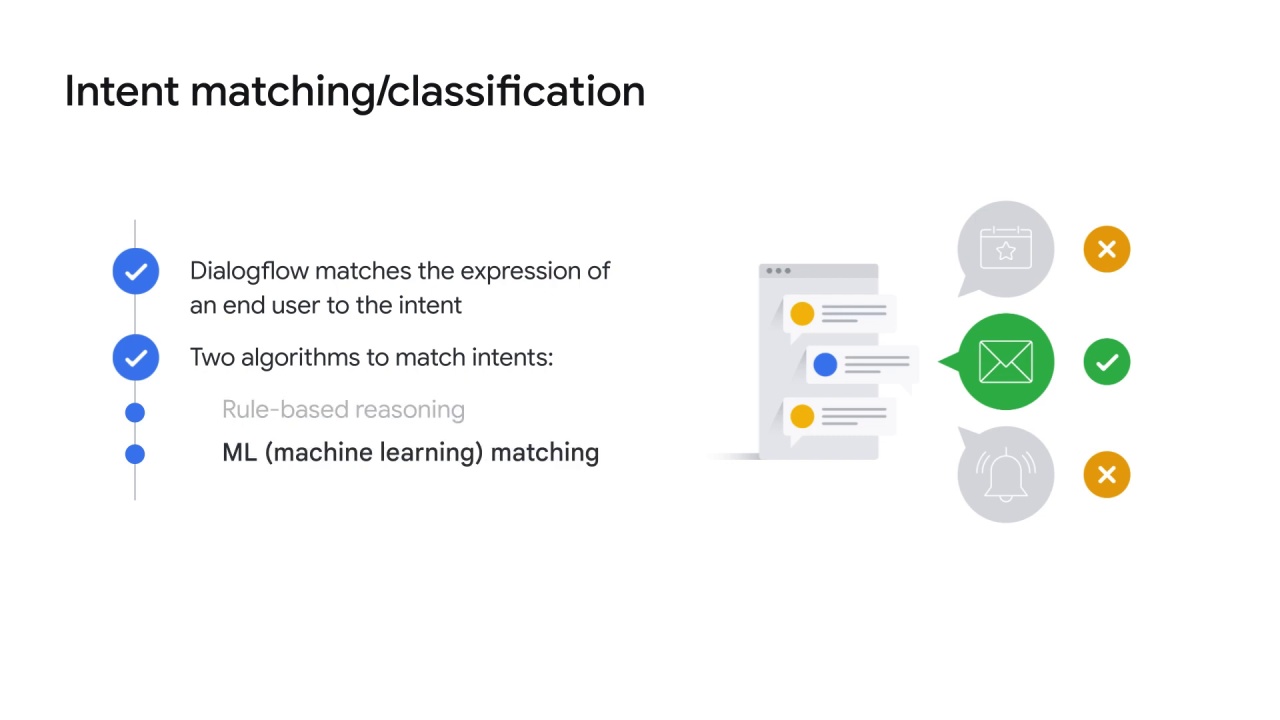 Intent matching/classification
Dialogflow matches the expression of
an end user to the intent
Two algorithms to match intents:
Rule-based reasoning
ML (machine learning) matching